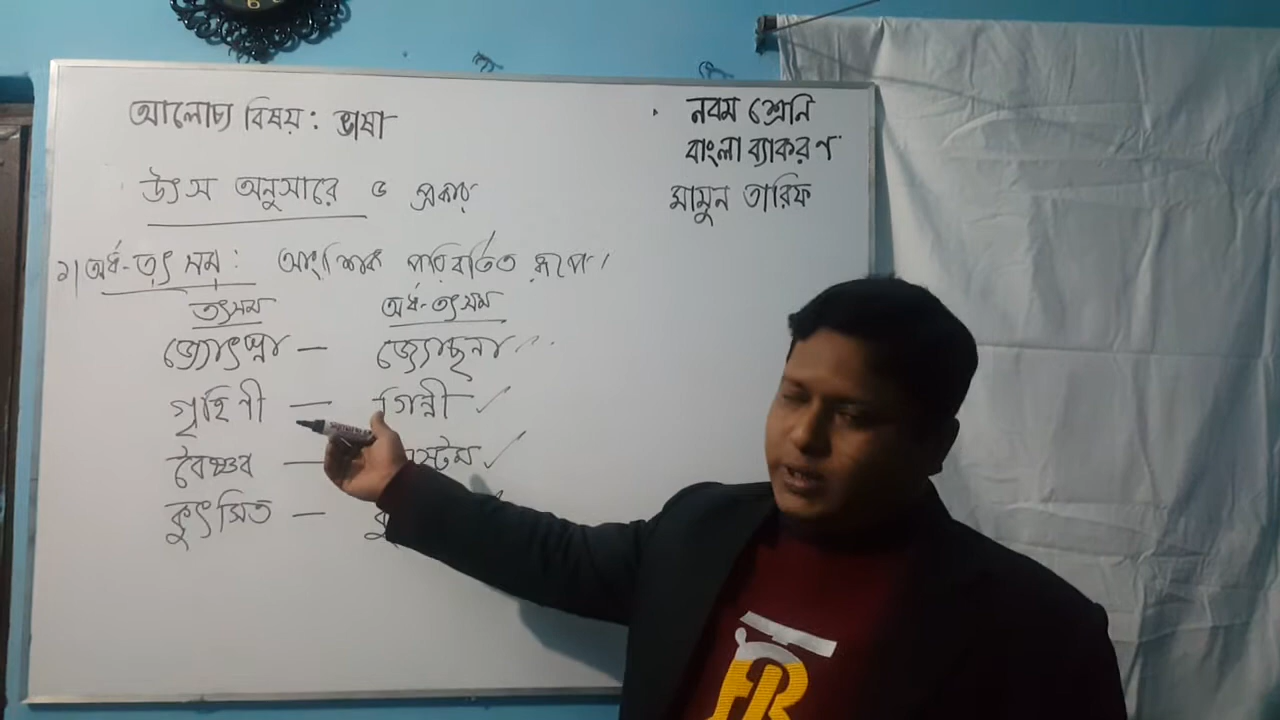 আলোচ্য বিষয় : ভাষা
উৎস অনুসারে ৫ প্রকার
২। অর্ধ-তৎসম : আংশিক পরিবর্তিত রূপে।
তৎসম অর্ধ-তৎসম
জ্যোৎস্না — জ্যোছনা
গৃহিণী — গিন্নী
বৈষ্ণব —
কুৎসিত —
নবম শ্রেনি
বাংলা ব্যাকরণ
মামুন তারিফ